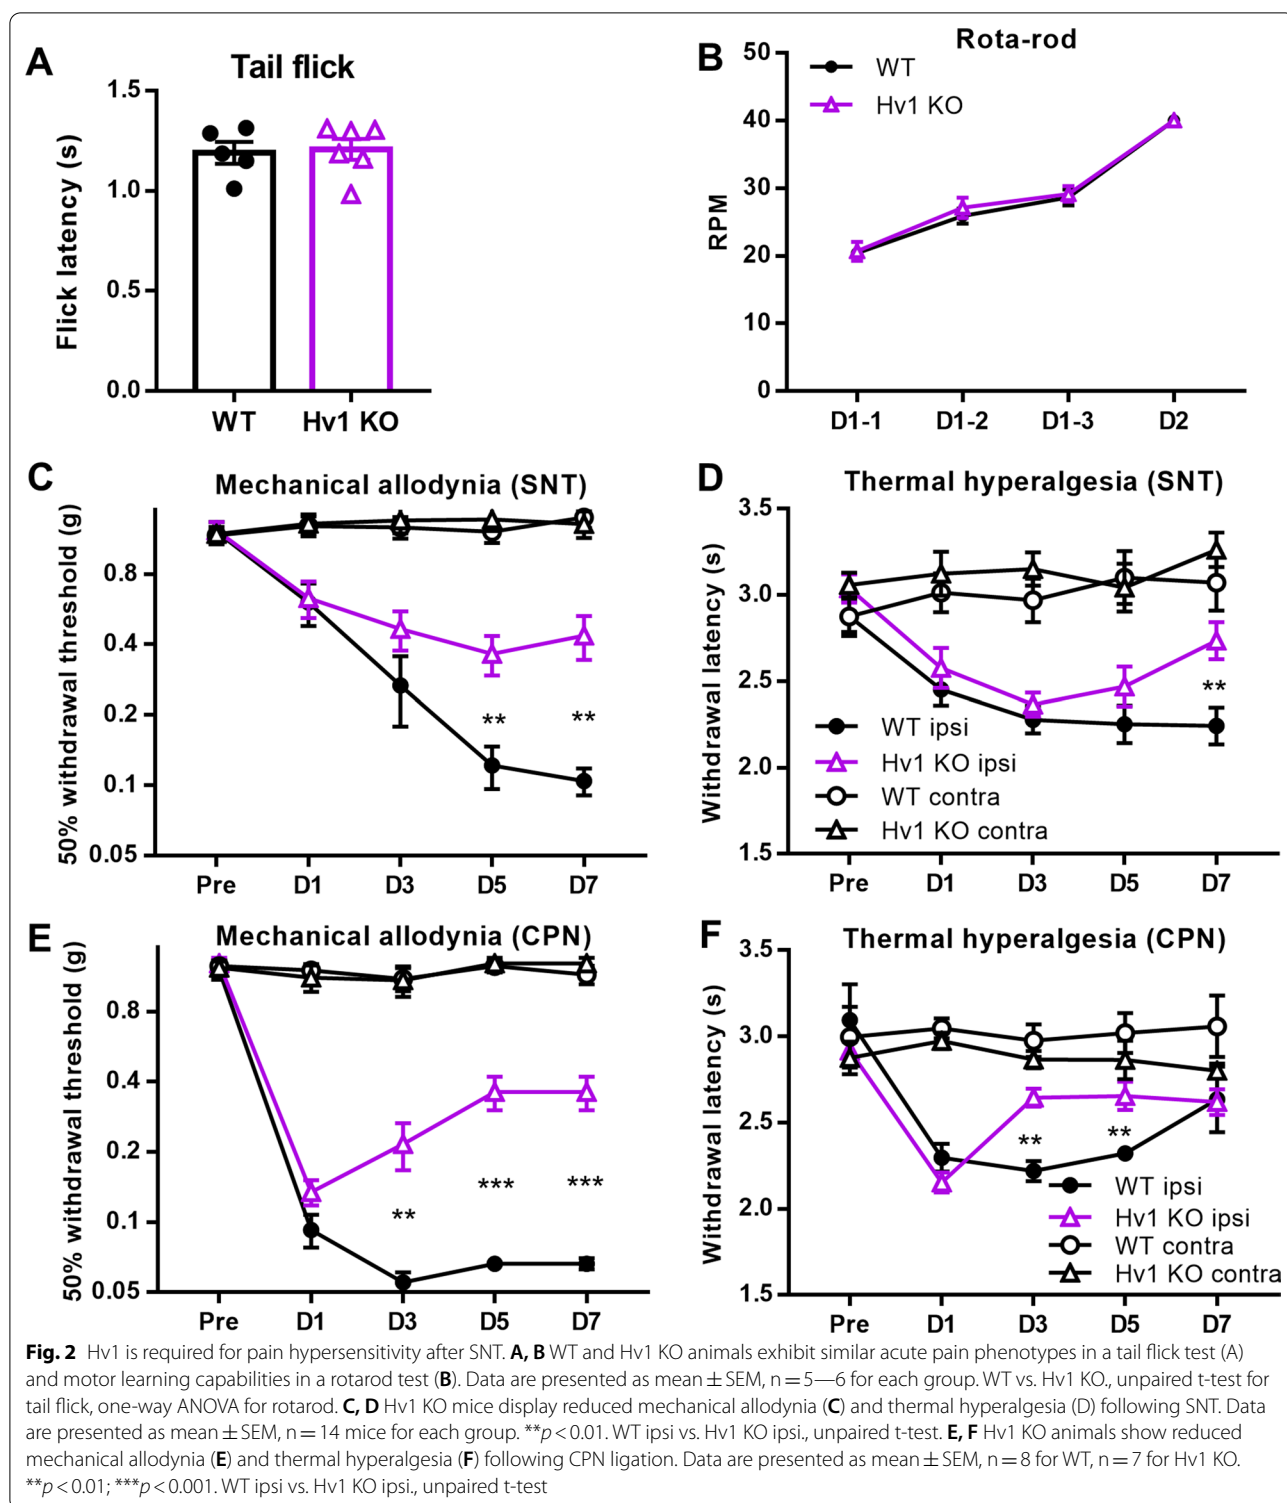 A
Tail flick
Flick latency (s)
1.5
1.0
0.5
0.0
WT
Hv1 KO
B
Rota-rod
WT
Hv1 KO
RPM
50
40
30
20
10
0
D1-1
D1-2
D1-3
D2
C
Mechanical allodynia (SNT)
50% withdrawal threshold (g)
0.8
0.4
0.2
0.1
0.05
**
**
Pre
D1
D3
D5
D7
D
Thermal hyperalgesia (SNT)
Withdrawal latency (s)
3.5
3.0
2.5
2.0
1.5
**
WT ipsi
Hv1 KO ipsi
WT contra
Hv1 KO contra
Pre
D1
D3
D5
D7
E
Mechanical allodynia (CPN)
50% withdrawal threshold (g)
0.8
0.4
0.2
0.1
0.05
**
***
***
Pre
D1
D3
D5
D7
F
Thermal hyperalgesia (CPN)
Withdrawal latency (s)
3.5
3.0
2.5
2.0
1.5
**
**
WT ipsi
Hv1 KO ipsi
WT contra
Hv1 KO contra
Pre
D1
D3
D5
D7
Fig. 2 Hv1 is required for pain hypersensitivity after SNT. A, B WT and Hv1 KO animals exhibit similar acute pain phenotypes in a tail flick test (A)
and motor learning capabilities in a rotarod test (B). Data are presented as mean ± SEM, n = 5—6 for each group. WT vs. Hv1 KO., unpaired t-test for
tail flick, one-way ANOVA for rotarod. C, D Hv1 KO mice display reduced mechanical allodynia (C) and thermal hyperalgesia (D) following SNT. Data
are presented as mean ± SEM, n = 14 mice for each group. **p < 0.01. WT ipsi vs. Hv1 KO ipsi., unpaired t-test. E, F Hv1 KO animals show reduced
mechanical allodynia (E) and thermal hyperalgesia (F) following CPN ligation. Data are presented as mean ± SEM, n = 8 for WT, n = 7 for Hv1 KO.
**p < 0.01; ***p < 0.001. WT ipsi vs. Hv1 KO ipsi., unpaired t-test